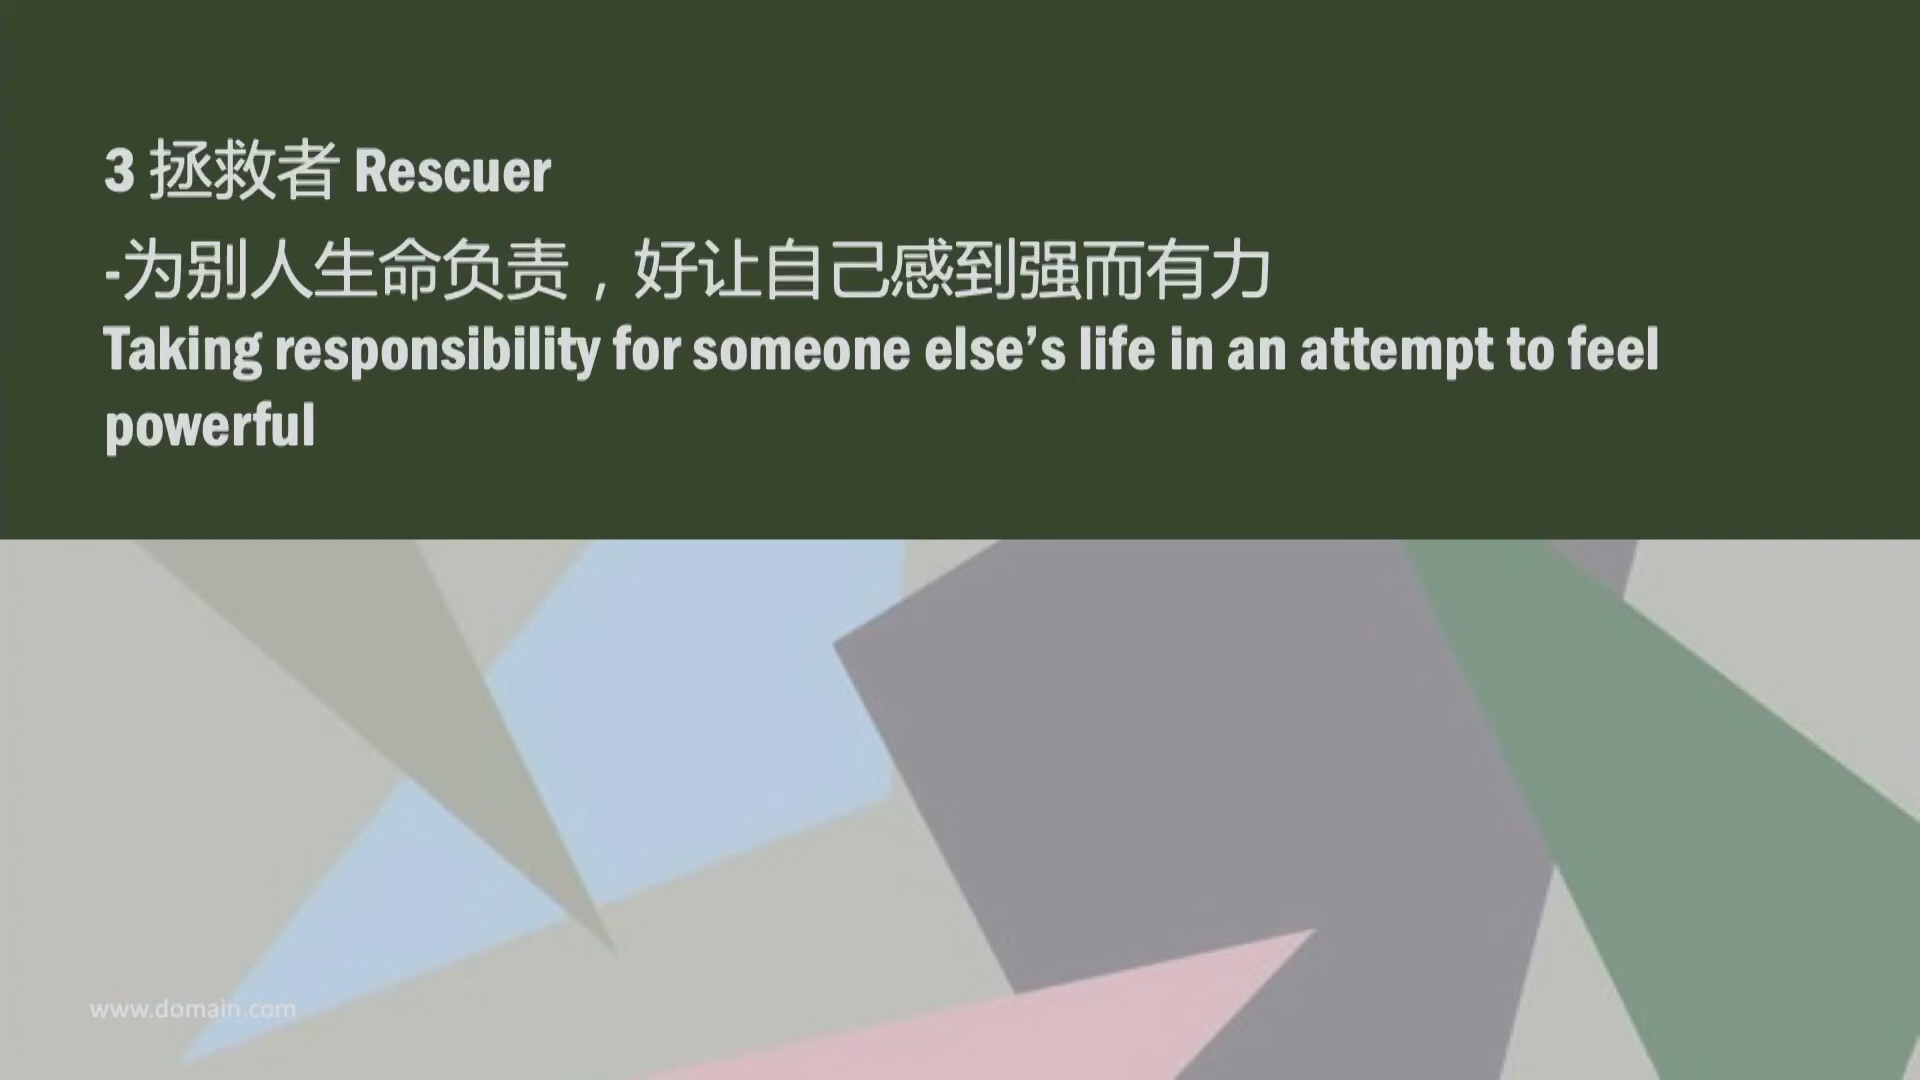 3 拯救者 Rescuer
-为别人生命负责，好让自己感到强而有力
Taking responsibility for someone else’s life in an attempt to feel
powerful
www.domain.com